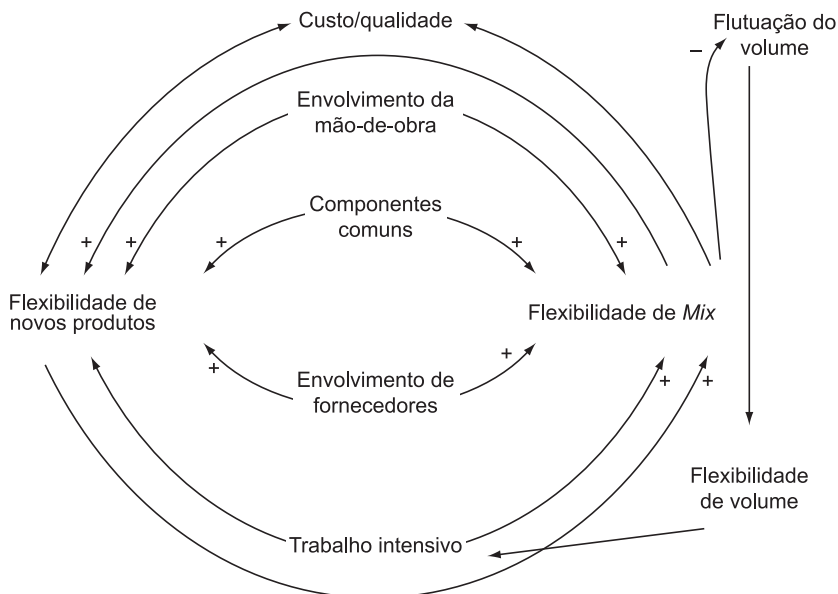 Custo/qualidade
Flutuação do
volume
–
Envolvimento da
mão-de-obra
Componentes
comuns
+ + + + +
Flexibilidade de
novos produtos
Flexibilidade de Mix
+ +
Envolvimento de
fornecedores
+ +
Flexibilidade
de volume
Trabalho intensivo